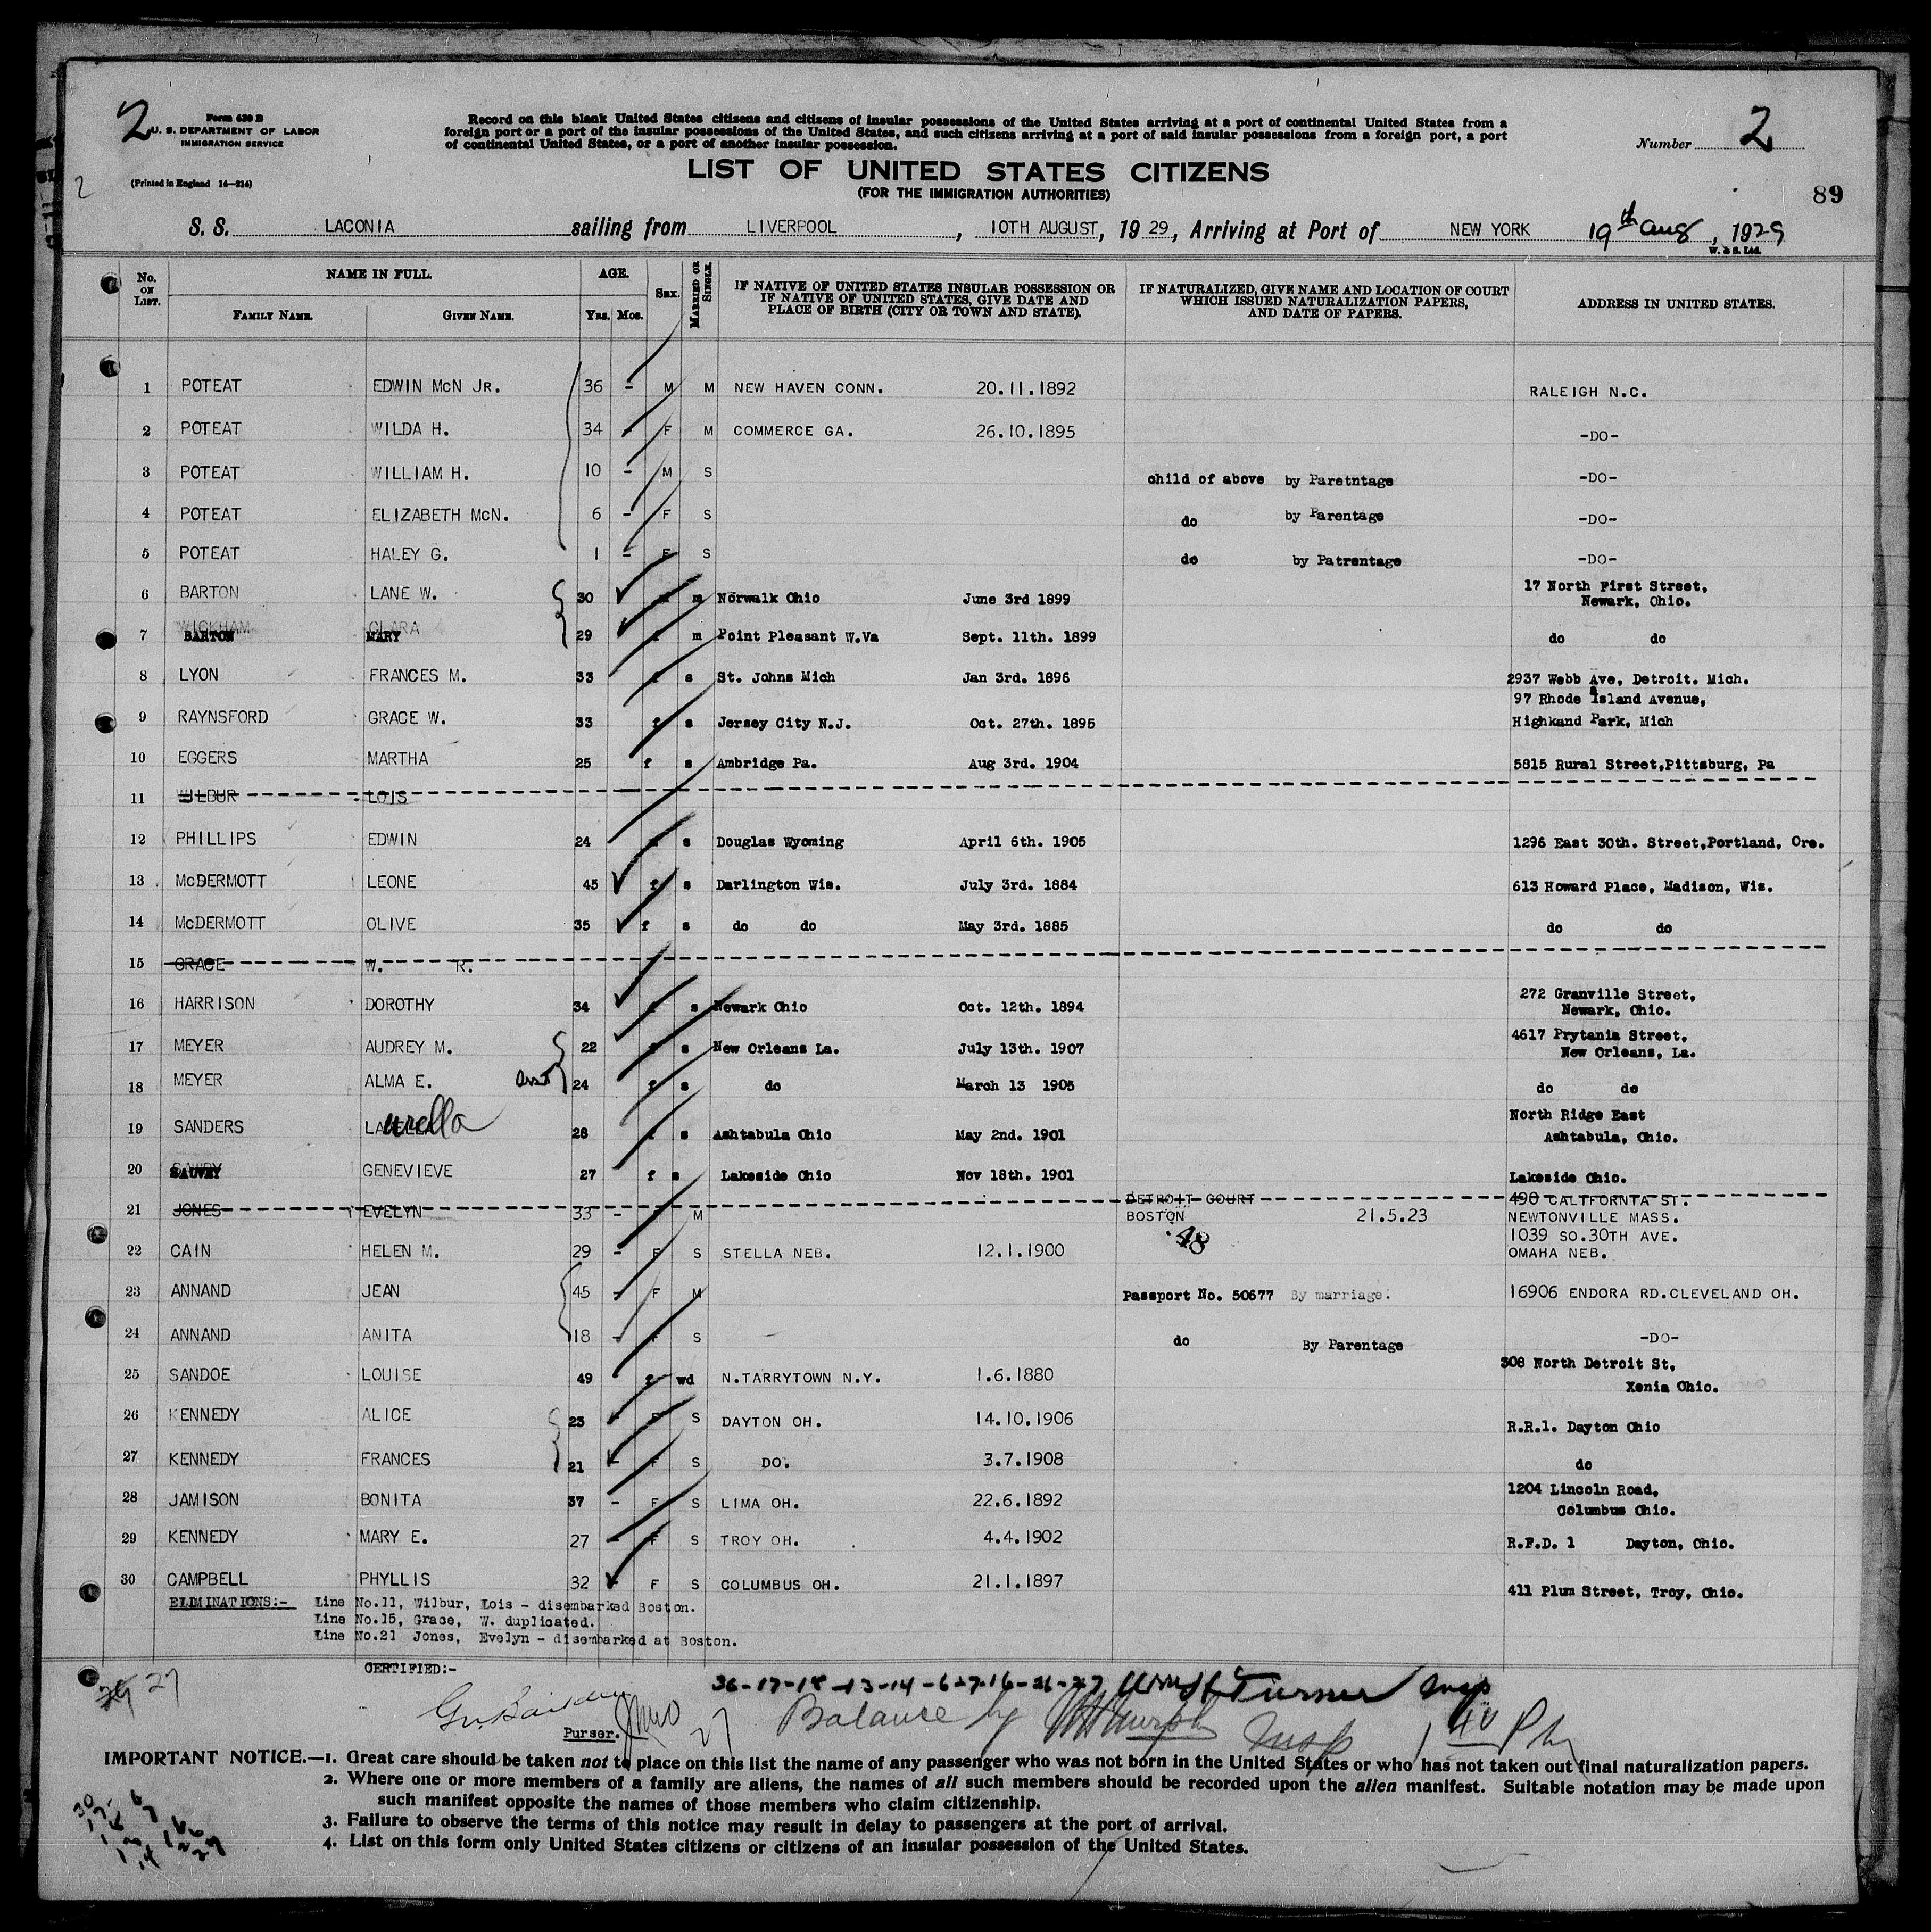 2
Form 630 B
U. S. DEPARTMENT OF LABOR
IMMIGRATION SERVICE
(Printed in England 14—214)
2
Record on this blank United States citizens and citizens of insular possessions of the United States arriving at a port of continental United States from a
foreign port or a port of the insular possessions of the United States, and such citizens arriving at a port of said insular possessions from a foreign port, a port
of continental United States, or a port of another insular possession.
LIST OF UNITED STATES CITIZENS
(FOR THE IMMIGRATION AUTHORITIES)
Number 2
89
S. S. LACONIA sailing from LIVERPOOL, 10TH AUGUST, 19 29, Arriving at Port of NEW YORK 19th Aug, 1929
W. & S. Ltd.
No. ON LIST. NAME IN FULL. FAMILY NAME. GIVEN NAME. AGE. YRS. MOS. SEX. MARRIED OR SINGLE.
IF NATIVE OF UNITED STATES INSULAR POSSESSION OR
IF NATIVE OF UNITED STATES, GIVE DATE AND
PLACE OF BIRTH (CITY OR TOWN AND STATE).
IF NATURALIZED, GIVE NAME AND LOCATION OF COURT
WHICH ISSUED NATURALIZATION PAPERS,
AND DATE OF PAPERS.
ADDRESS IN UNITED STATES.
1 POTEAT EDWIN McN JR. 36 - M M NEW HAVEN CONN. 20.11.1892 RALEIGH N.C.
2 POTEAT WILDA H. 34 - F M COMMERCE GA. 26.10.1895 -DO-
3 POTEAT WILLIAM H. 10 - M S child of above by Paretntage -DO-
4 POTEAT ELIZABETH McN. 6 - F S do by Parentage -DO-
5 POTEAT HALEY G. 1 - F S do by Patrentage -DO-
6 BARTON LANE W. 30 m m Norwalk Ohio June 3rd 1899 17 North First Street,
Newark, Ohio.
WICKHAM CLARA
7 BARTON MARY 29 f m Point Pleasant W.Va Sept. 11th. 1899 do do
8 LYON FRANCES M. 33 f s St. Johns Mich Jan 3rd. 1896 2937 Webb Ave, Detroit. Mich.
9 RAYNSFORD GRACE W. 33 f s Jersey City N.J. Oct. 27th. 1895 97 Rhode Island Avenue,
Highkand Park, Mich
10 EGGERS MARTHA 25 f s Ambridge Pa. Aug 3rd. 1904 5815 Rural Street,Pittsburg, Pa
11 WILBUR LOIS
12 PHILLIPS EDWIN 24 m s Douglas Wyoming April 6th. 1905 1296 East 30th. Street,Portland, Ore.
13 McDERMOTT LEONE 45 f s Darlington Wis. July 3rd. 1884 613 Howard Place, Madison, Wis.
14 McDERMOTT OLIVE 35 f s do do May 3rd. 1885 do do
15 GRACE W. R.
16 HARRISON DOROTHY 34 f s Newark Ohio Oct. 12th. 1894 272 Granville Street,
Newark, Ohio.
17 MEYER AUDREY M. 22 f s New Orleans La. July 13th. 1907 4617 Prytania Street,
New Orleans, La.
18 MEYER ALMA E. 24 f s do March 13 1905 do do
19 SANDERS urella 28 f s Ashtabula Ohio May 2nd. 1901 North Ridge East
Ashtabula, Ohio.
20 SAUVEY GENEVIEVE 27 f s Lakeside Ohio Nov 18th. 1901 Lakeside Ohio.
21 JONES EVELYN 33 - M DETROIT COURT
BOSTON 21.5.23 490 CALIFORNIA ST.
NEWTONVILLE MASS.
22 CAIN HELEN M. 29 - F S STELLA NEB. 12.1.1900 1039 SO.30TH AVE.
OMAHA NEB.
23 ANNAND JEAN 45 - F M Passport No. 50677 By marriage. 16906 ENDORA RD.CLEVELAND OH.
24 ANNAND ANITA 18 - F S do By Parentage -DO-
25 SANDOE LOUISE 49 f wd N.TARRYTOWN N.Y. 1.6.1880 308 North Detroit St,
Xenia Ohio.
26 KENNEDY ALICE 23 - F S DAYTON OH. 14.10.1906 R.R.1. Dayton Ohio
27 KENNEDY FRANCES 21 - F S DO. 3.7.1908 do
28 JAMISON BONITA 37 - F S LIMA OH. 22.6.1892 1204 Lincoln Road,
Columbus Ohio.
29 KENNEDY MARY E. 27 - F S TROY OH. 4.4.1902 R.F.D. 1 Dayton, Ohio.
30 CAMPBELL PHYLLIS 32 - F S COLUMBUS OH. 21.1.1897 411 Plum Street, Troy, Ohio.
ELIMINATIONS:- Line No.11, Wilbur, Lois - disembarked Boston.
Line No.15, Grace, W. duplicated.
Line No.21 Jones, Evelyn - disembarked at Boston.
CERTIFIED:-
27
Turner Insp
Purser.
27
Balance by Murphy Insp
IMPORTANT NOTICE.—1. Great care should be taken not to place on this list the name of any passenger who was not born in the United States or who has not taken out final naturalization papers.
2. Where one or more members of a family are aliens, the names of all such members should be recorded upon the alien manifest. Suitable notation may be made upon
such manifest opposite the names of those members who claim citizenship.
3. Failure to observe the terms of this notice may result in delay to passengers at the port of arrival.
4. List on this form only United States citizens or citizens of an insular possession of the United States.